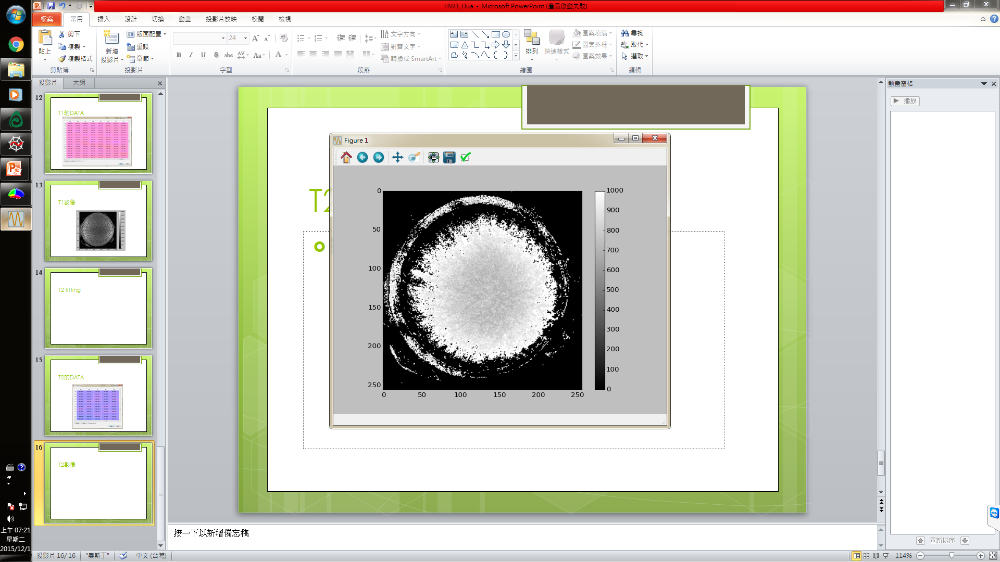 HW3_Hua - Microsoft PowerPoint (產品啟動失敗)
檔案 常用 插入 設計 切換 動畫 投影片放映 校閱 檢視
貼上
剪下
複製
複製格式
剪貼簿
新增
投影片
版面配置
重設
章節
投影片
24
B I U S abc AV Aa A
字型
文字方向
對齊文字
轉換成 SmartArt
段落
排列
快速樣式
圖案填滿
圖案外框
圖案效果
繪圖
尋找
取代
選取
編輯
投影片 大綱
12
T1的DATA
13
T1影像
14
T2 fitting
15
T2的DATA
16
T2影像
T2
Figure 1
0
50
100
150
200
250
0 50 100 150 200 250
1000
900
800
700
600
500
400
300
200
100
0
動畫窗格
播放
重新排序
按一下以新增備忘稿
上午 07:21
星期二
2015/12/1
投影片 16/ 16 "奧斯丁" 中文 (台灣) 114%